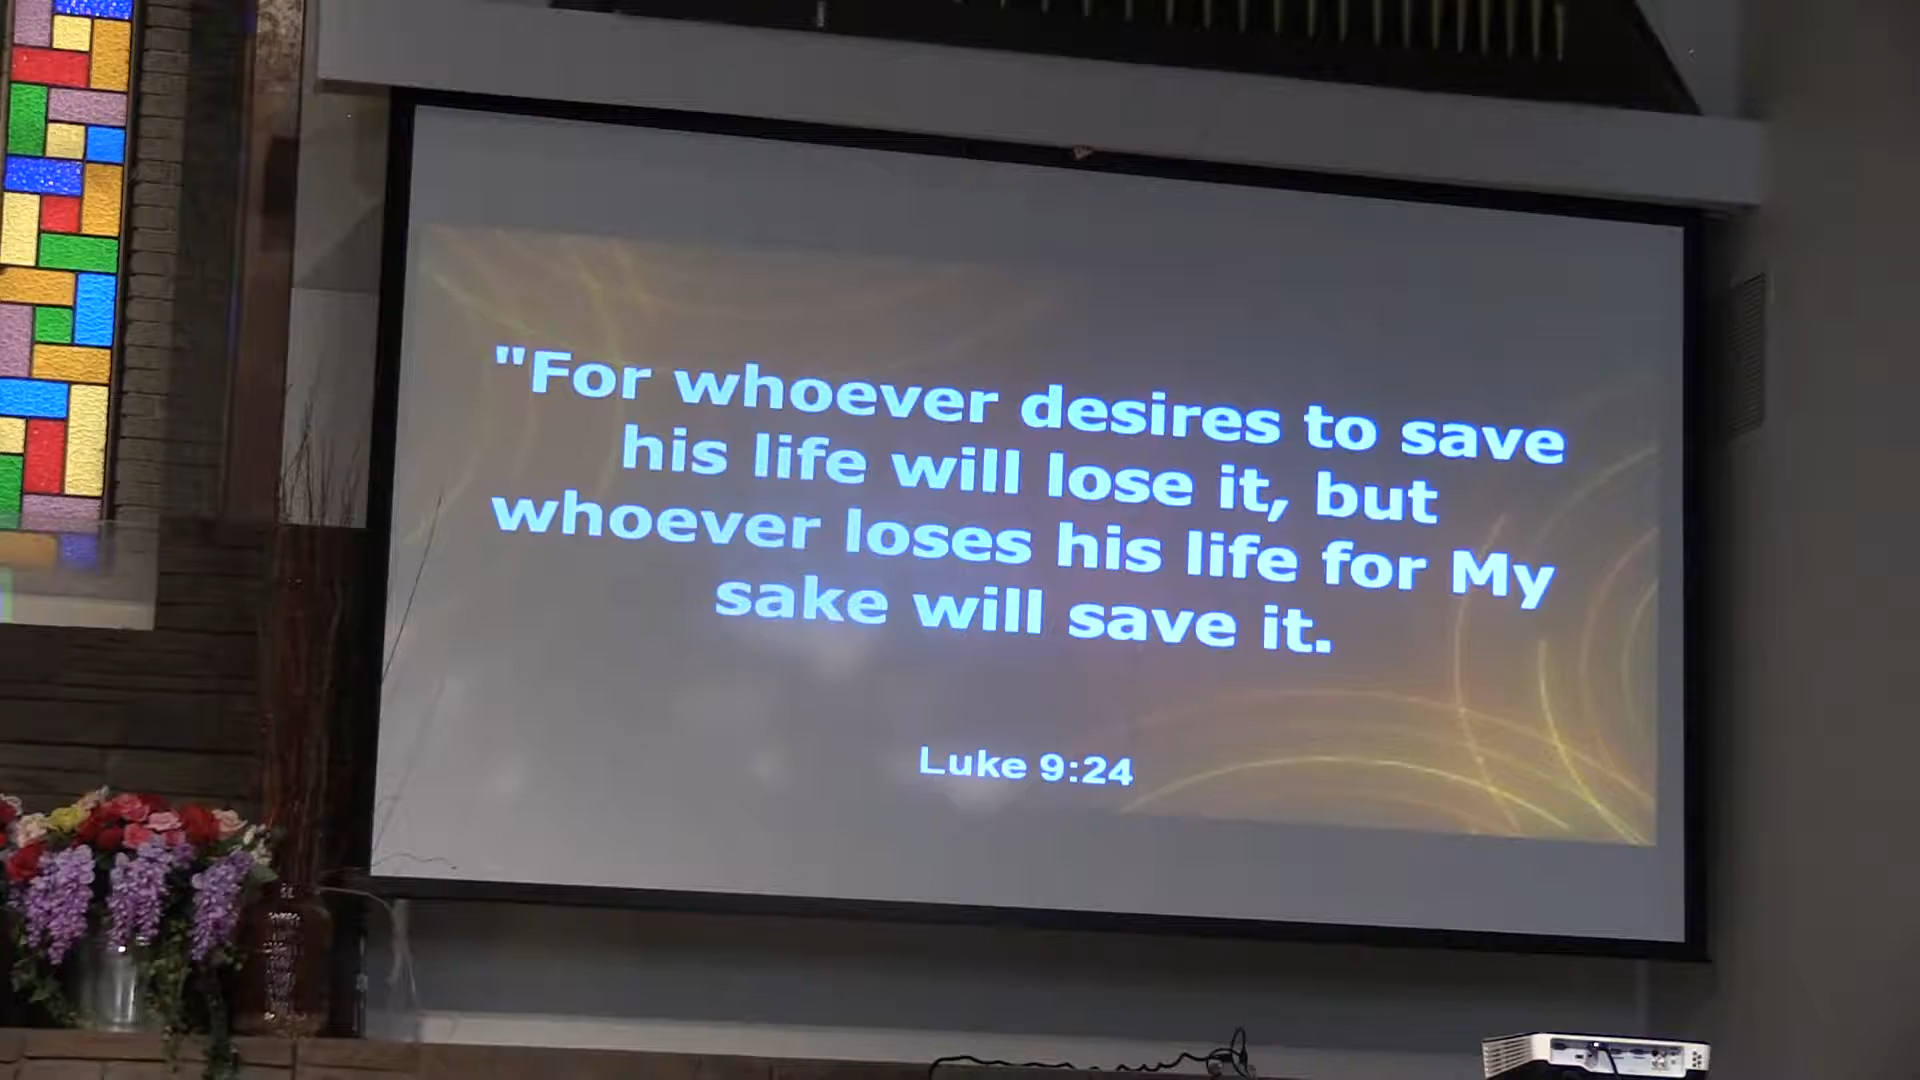 "For whoever desires to save
his life will lose it, but
whoever loses his life for My
sake will save it.
Luke 9:24